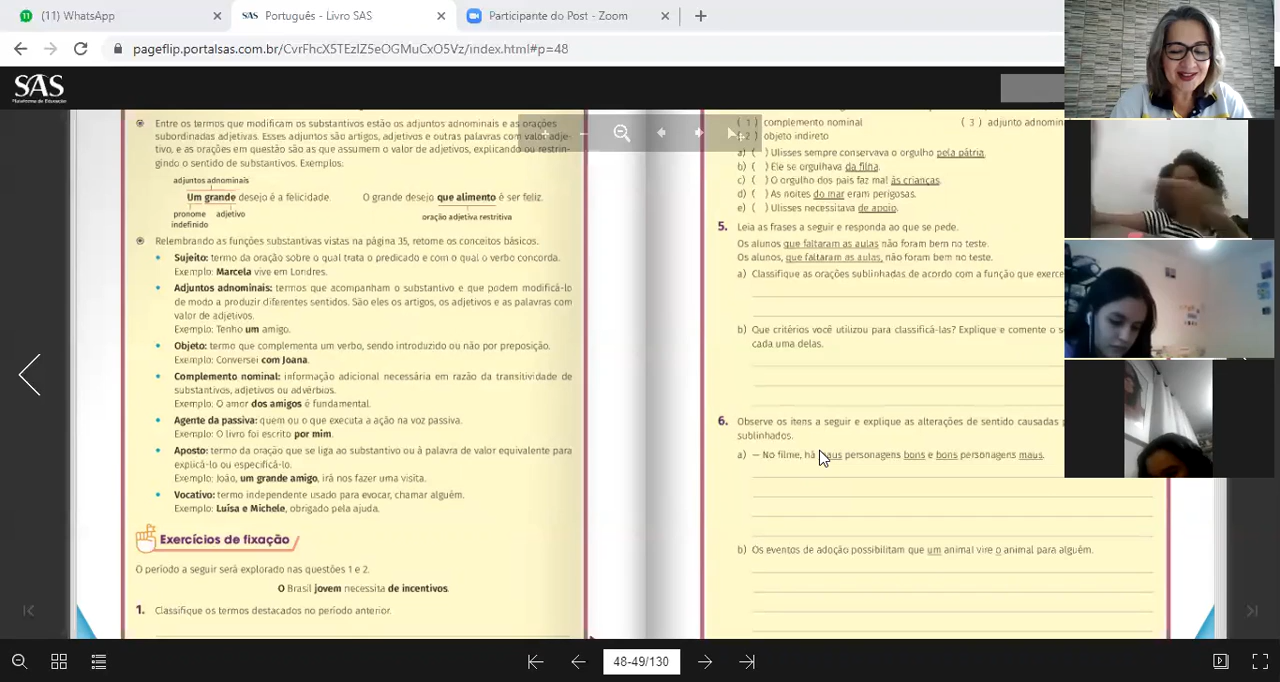 (11) WhatsApp
SAS Português - Livro SAS
Participante do Post - Zoom
pageflip.portalsas.com.br/CvrFhcX5TEzIZ5eOGMuCxO5Vz/index.html#p=48
SAS
Plataforma de Educação
Entre os termos que modificam os substantivos estão os adjuntos adnominais e as orações
subordinadas adjetivas. Esses adjuntos são artigos, adjetivos e outras palavras com valor adje-
tivo, e as orações em questão são as que assumem o valor de adjetivos, explicando ou restrin-
gindo o sentido de substantivos. Exemplos:
adjuntos adnominais
Um grande desejo é a felicidade. O grande desejo que alimento é ser feliz.
pronome adjetivo oração adjetiva restritiva
indefinido
Relembrando as funções substantivas vistas na página 35, retome os conceitos básicos.
Sujeito: termo da oração sobre o qual trata o predicado e com o qual o verbo concorda.
Exemplo: Marcela vive em Londres.
Adjuntos adnominais: termos que acompanham o substantivo e que podem modificá-lo
de modo a produzir diferentes sentidos. São eles os artigos, os adjetivos e as palavras com
valor de adjetivos.
Exemplo: Tenho um amigo.
Objeto: termo que complementa um verbo, sendo introduzido ou não por preposição.
Exemplo: Conversei com Joana.
Complemento nominal: informação adicional necessária em razão da transitividade de
substantivos, adjetivos ou advérbios.
Exemplo: O amor dos amigos é fundamental.
Agente da passiva: quem ou o que executa a ação na voz passiva.
Exemplo: O livro foi escrito por mim.
Aposto: termo da oração que se liga ao substantivo ou à palavra de valor equivalente para
explicá-lo ou especificá-lo.
Exemplo: João, um grande amigo, irá nos fazer uma visita.
Vocativo: termo independente usado para evocar, chamar alguém.
Exemplo: Luísa e Michele, obrigado pela ajuda.
Exercícios de fixação
O período a seguir será explorado nas questões 1 e 2.
O Brasil jovem necessita de incentivos.
1. Classifique os termos destacados no período anterior.
( 1 ) complemento nominal ( 3 ) adjunto adnomin
objeto indireto
a) ( ) Ulisses sempre conservava o orgulho pela pátria.
b) ( ) Ele se orgulhava da filha.
c) ( ) O orgulho dos pais faz mal às crianças.
d) ( ) As noites do mar eram perigosas.
e) ( ) Ulisses necessitava de apoio.
5. Leia as frases a seguir e responda ao que se pede.
Os alunos que faltaram às aulas não foram bem no teste.
Os alunos, que faltaram às aulas, não foram bem no teste.
a) Classifique as orações sublinhadas de acordo com a função que exerce
b) Que critérios você utilizou para classificá-las? Explique e comente o s
cada uma delas.
6. Observe os itens a seguir e explique as alterações de sentido causadas
sublinhados.
a) — No filme, há maus personagens bons e bons personagens maus.
b) Os eventos de adoção possibilitam que um animal vire o animal para alguém.
48-49/130